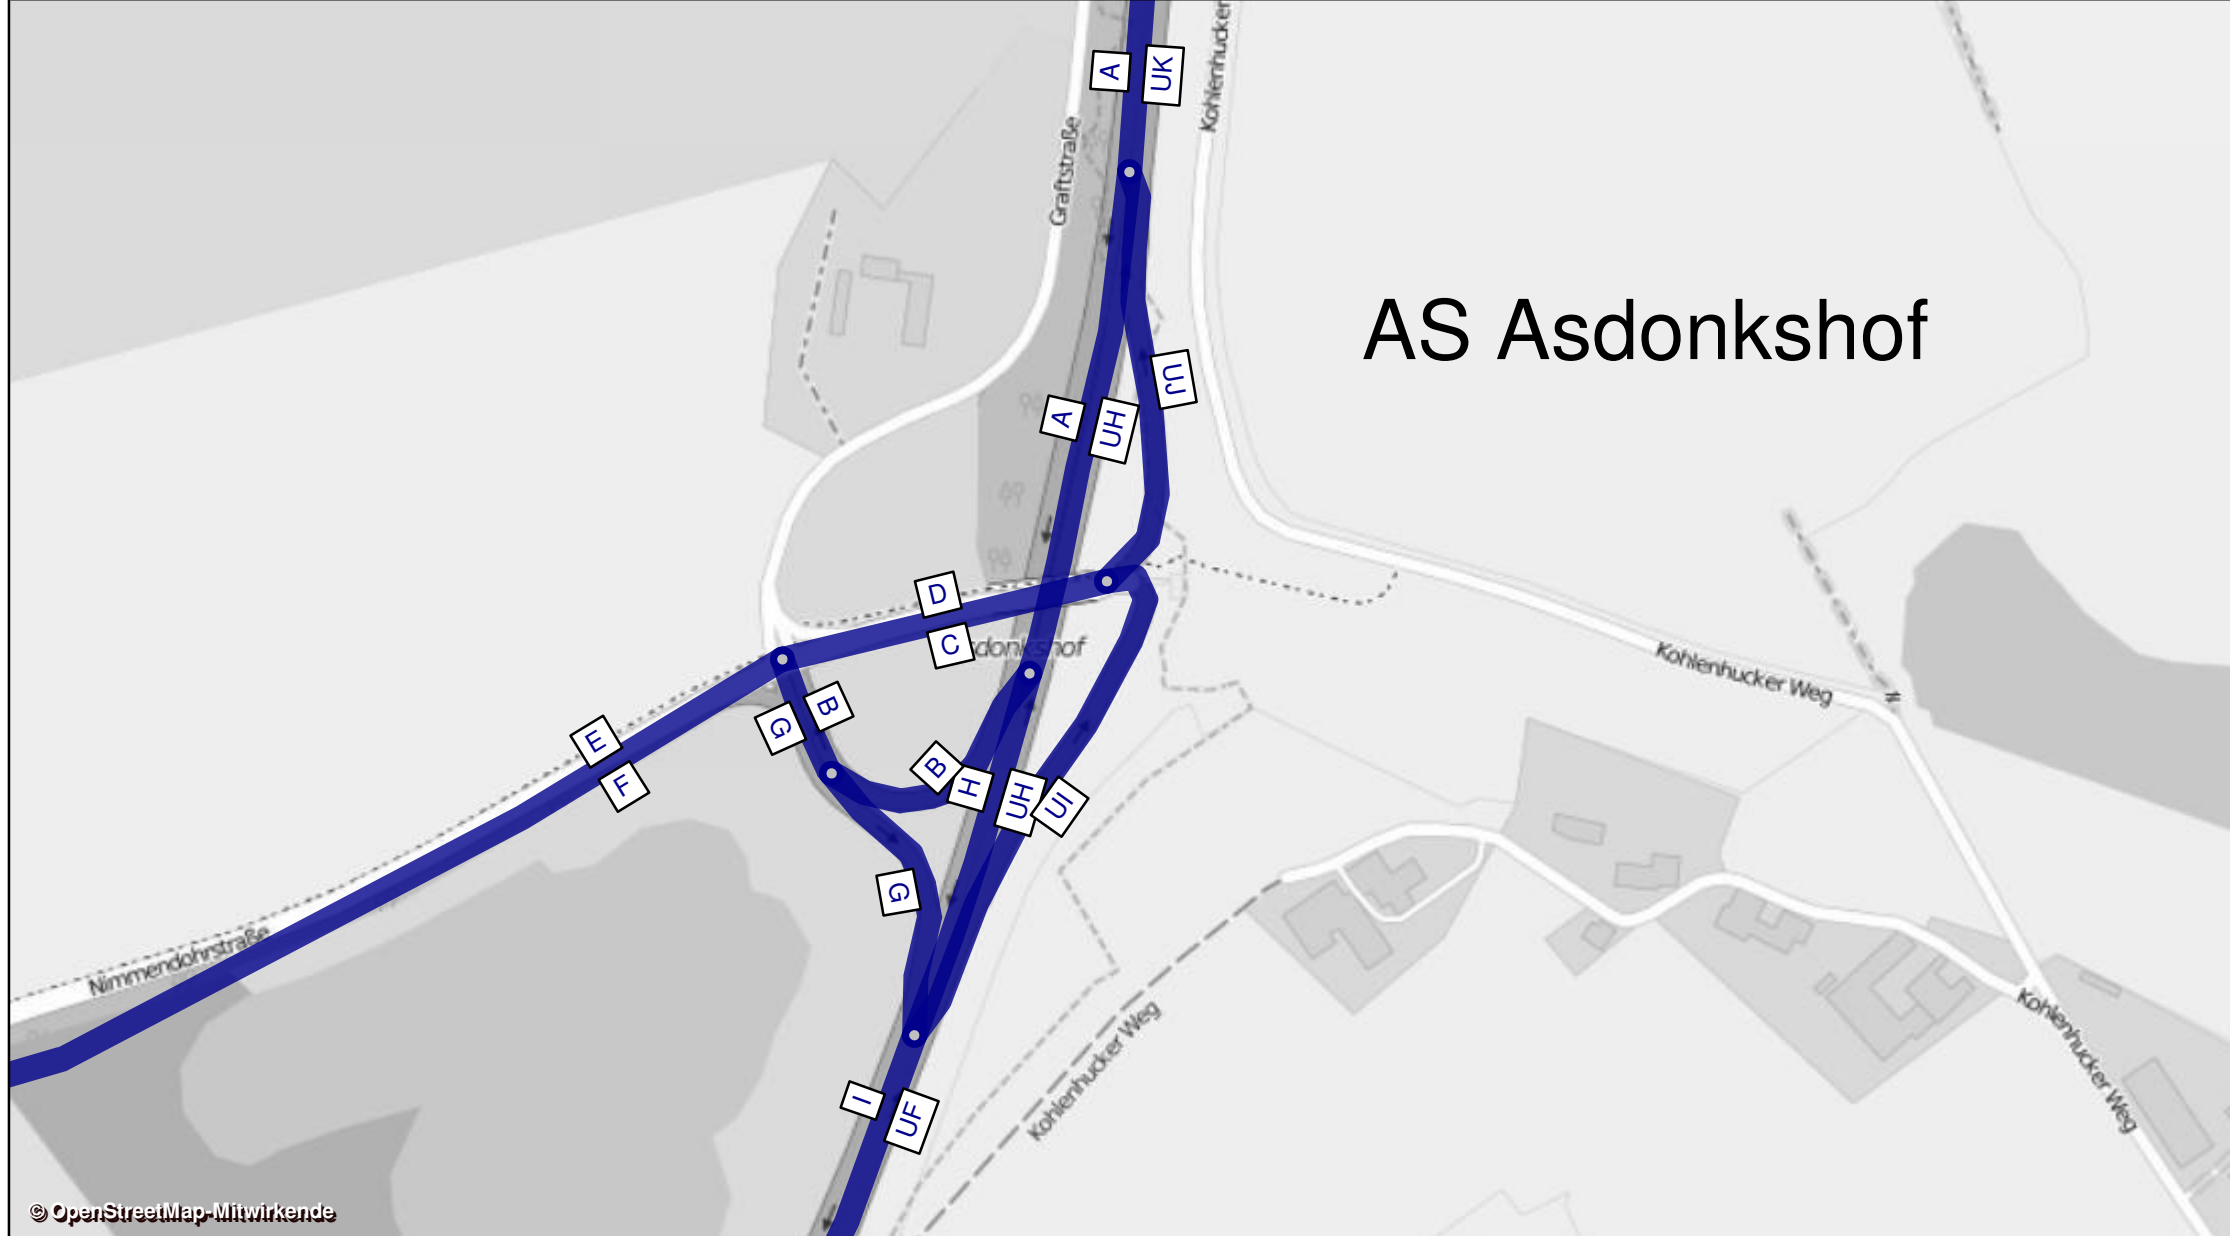 A
UK
Kohlenhucker
Graftstraße
AS Asdonkshof
UJ
A
UH
D
C
sdonkshof
Kohlenhucker Weg
B
G
E
F
B
H
UH
UI
G
Nimmendohrstraße
Kohlenhucker Weg
Kohlenhucker Weg
I
UF
© OpenStreetMap-Mitwirkende